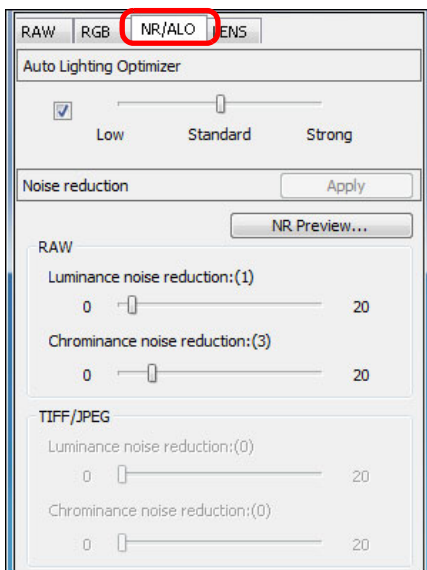 RAW RGB NR/ALO LENS
Auto Lighting Optimizer
Low Standard Strong
Noise reduction Apply
NR Preview...
RAW
Luminance noise reduction:(1)
0 20
Chrominance noise reduction:(3)
0 20
TIFF/JPEG
Luminance noise reduction:(0)
0 20
Chrominance noise reduction:(0)
0 20